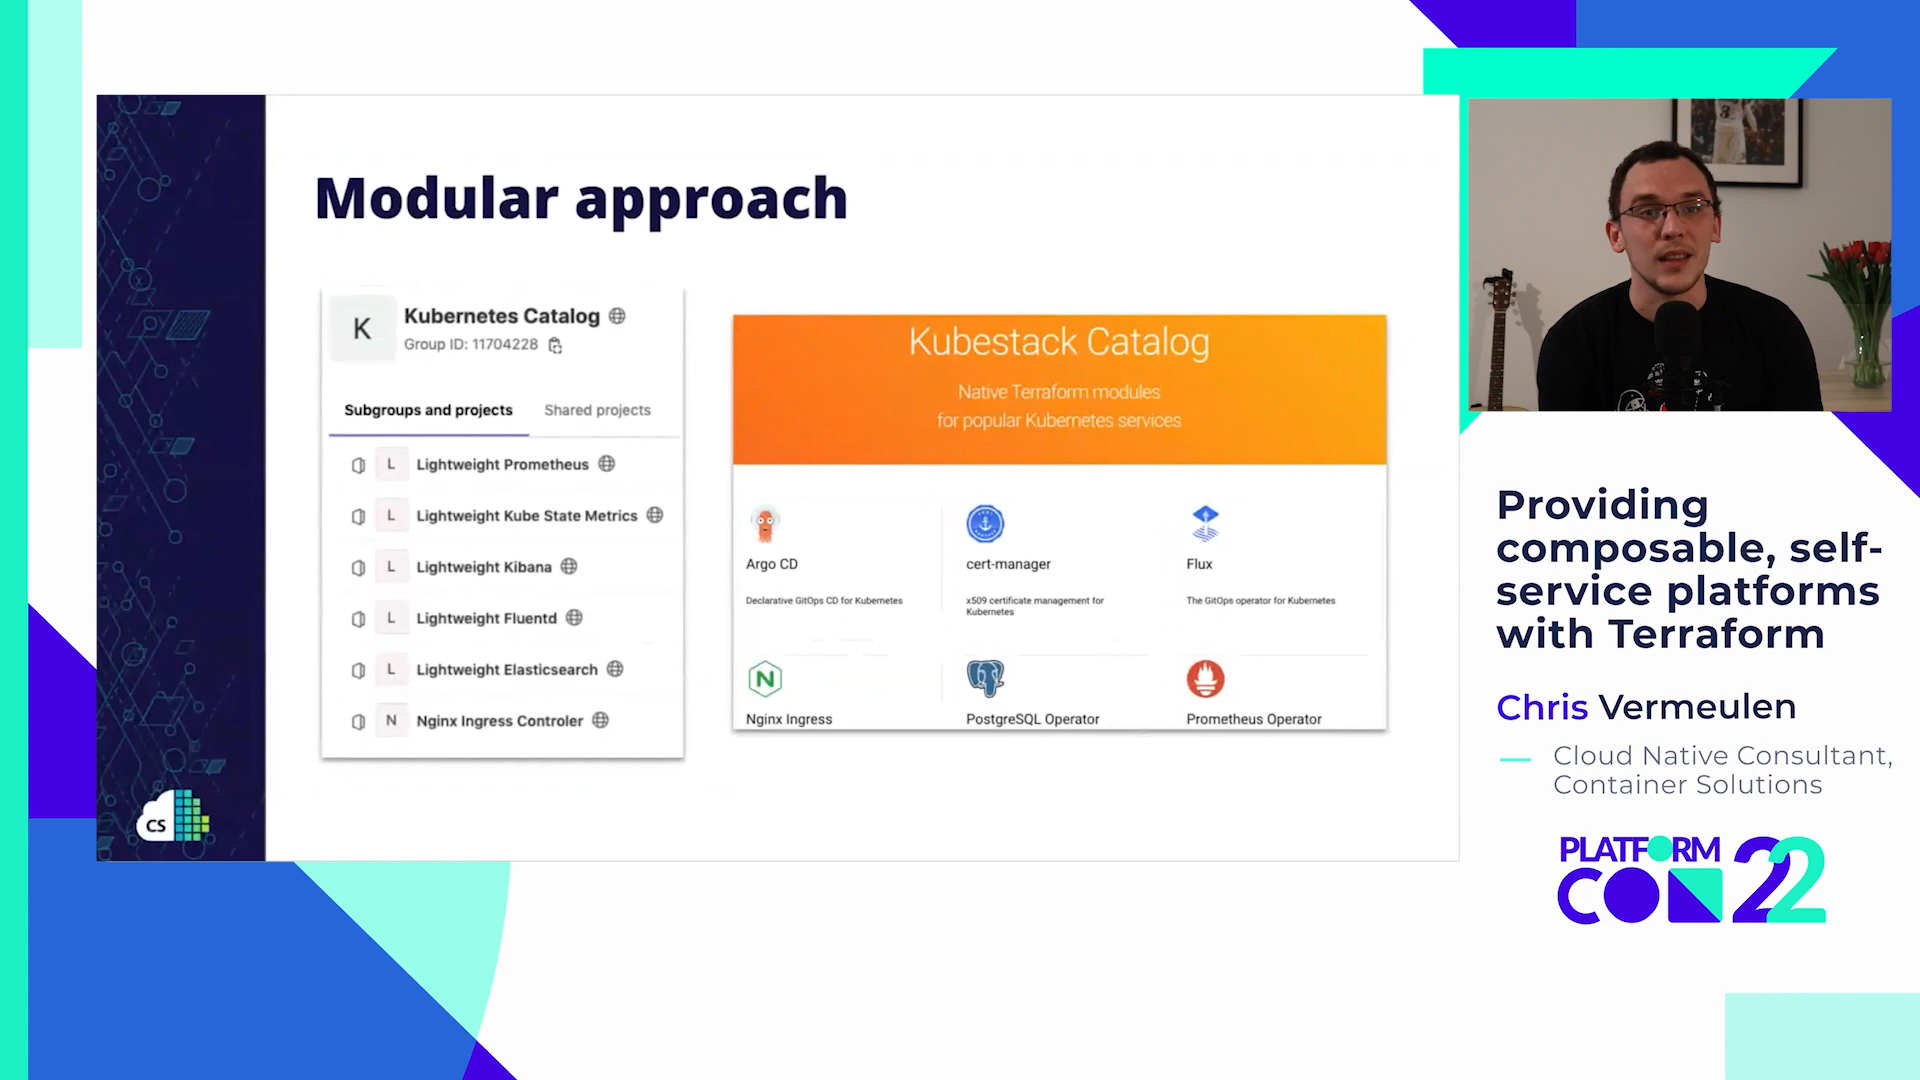 Modular approach
K
Kubernetes Catalog
Group ID: 11704228
Subgroups and projects
Shared projects
L Lightweight Prometheus
L Lightweight Kube State Metrics
L Lightweight Kibana
L Lightweight Fluentd
L Lightweight Elasticsearch
N Nginx Ingress Controler
Kubestack Catalog
Native Terraform modules
for popular Kubernetes services
Argo CD
Declarative GitOps CD for Kubernetes
cert-manager
x509 certificate management for
Kubernetes
Flux
The GitOps operator for Kubernetes
N
Nginx Ingress
PostgreSQL Operator
Prometheus Operator
CS
3
Providing
composable, self-
service platforms
with Terraform
Chris Vermeulen
Cloud Native Consultant,
Container Solutions
PLATFORM
CON 22